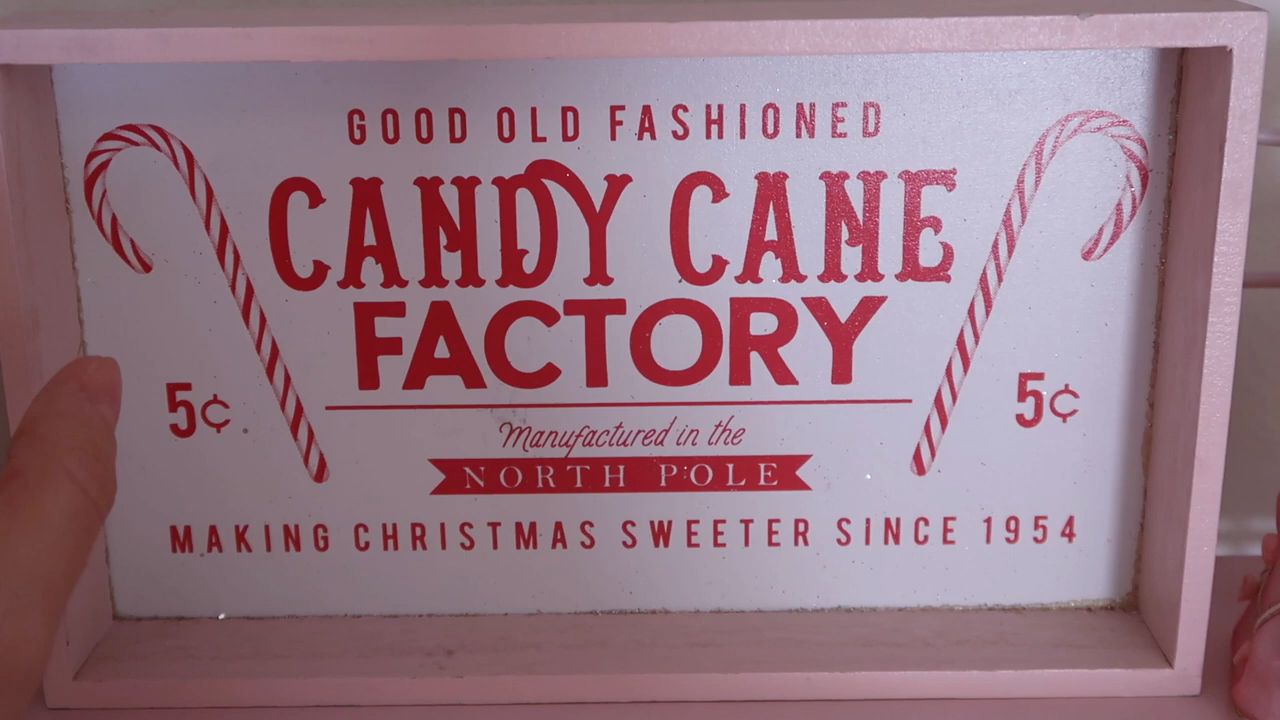 GOOD OLD FASHIONED
CANDY CANE
FACTORY
5¢
5¢
Manufactured in the
NORTH POLE
MAKING CHRISTMAS SWEETER SINCE 1954